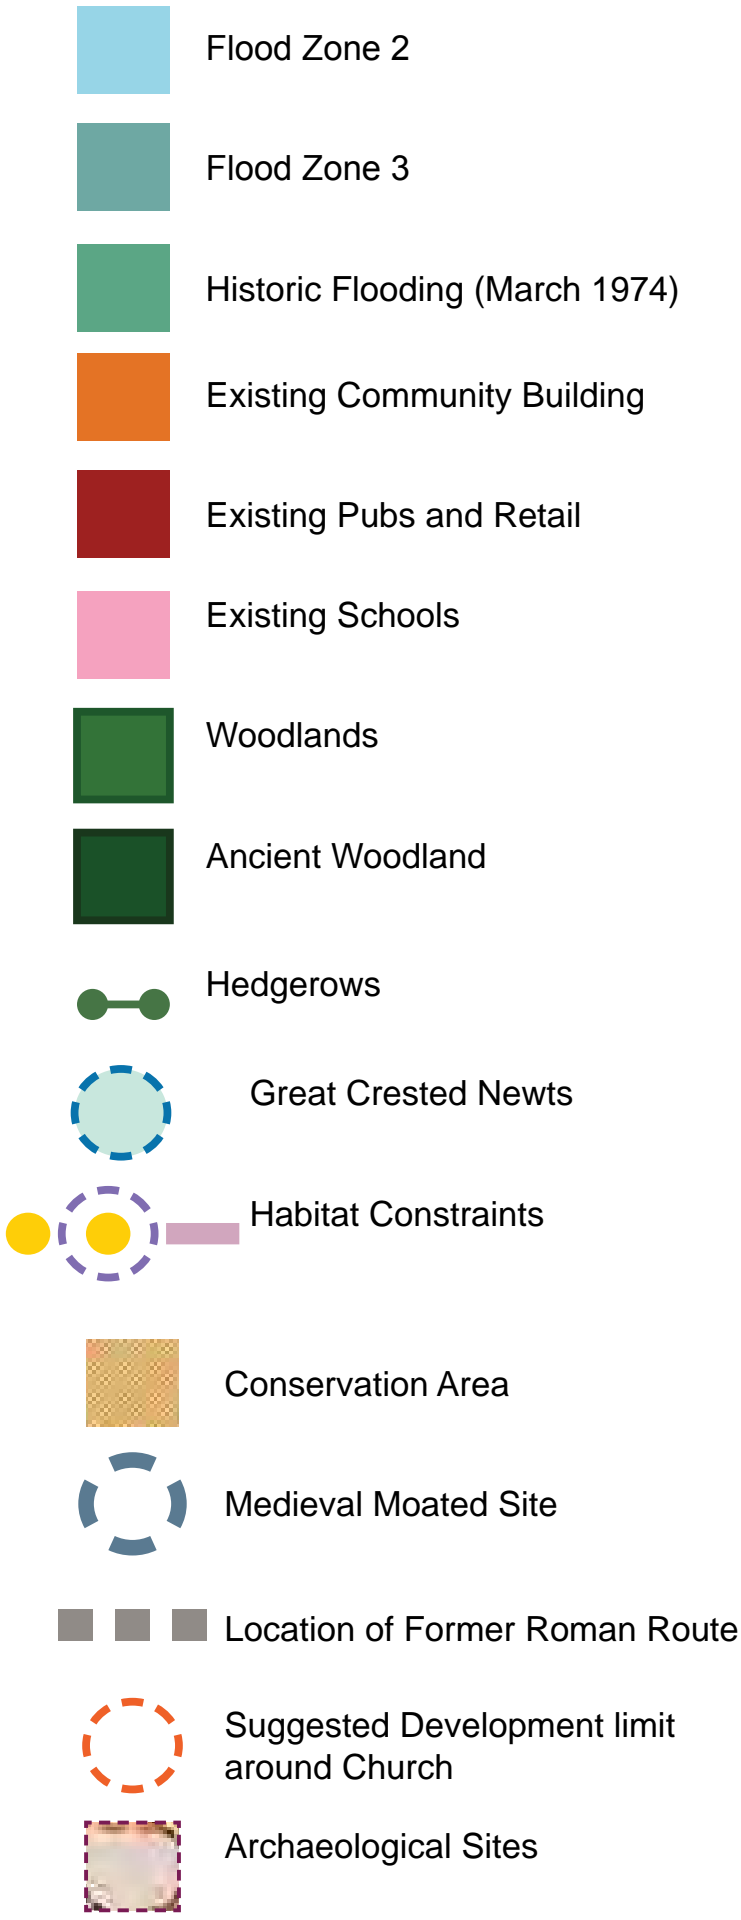 Flood Zone 2
Flood Zone 3
Historic Flooding (March 1974)
Existing Community Building
Existing Pubs and Retail
Existing Schools
Woodlands
Ancient Woodland
Hedgerows
Great Crested Newts
Habitat Constraints
Conservation Area
Medieval Moated Site
Location of Former Roman Route
Suggested Development limit
around Church
Archaeological Sites